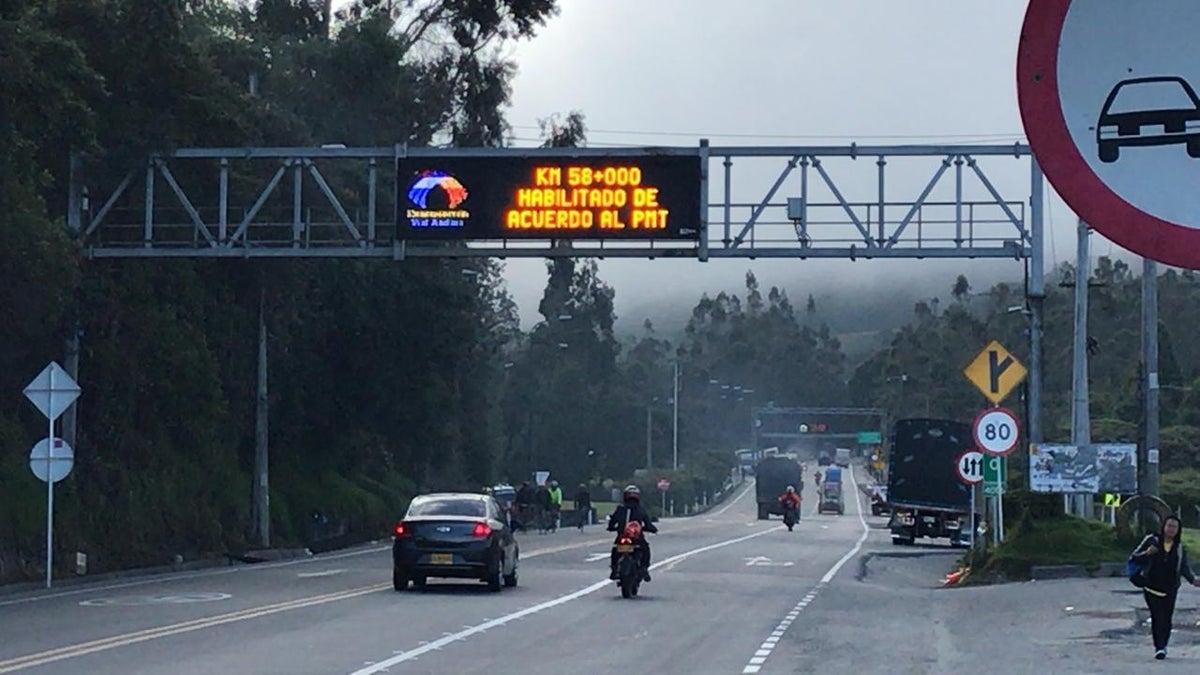 KM 58+000
HABILITADO DE
ACUERDO AL PMT
80